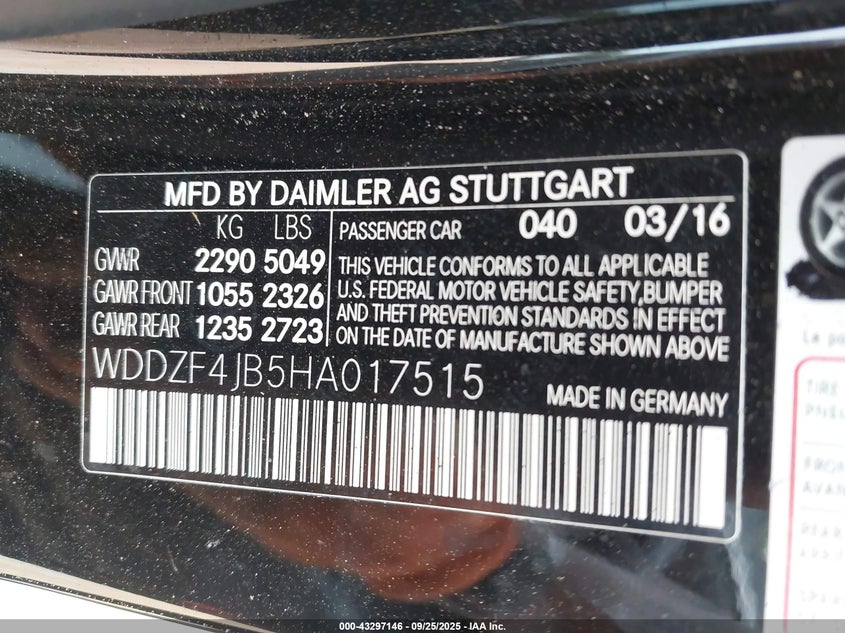 MFD BY DAIMLER AG STUTTGART
KG LBS
GVWR 2290 5049
GAWR FRONT 1055 2326
GAWR REAR 1235 2723
PASSENGER CAR 040 03/16
THIS VEHICLE CONFORMS TO ALL APPLICABLE
U.S. FEDERAL MOTOR VEHICLE SAFETY,BUMPER
AND THEFT PREVENTION STANDARDS IN EFFECT
ON THE DATE OF MANUFACTURE SHOWN ABOVE
WDDZF4JB5HA017515
MADE IN GERMANY
TIRE
FRON
REAR
000-43297146 - 09/25/2025 - IAA Inc.